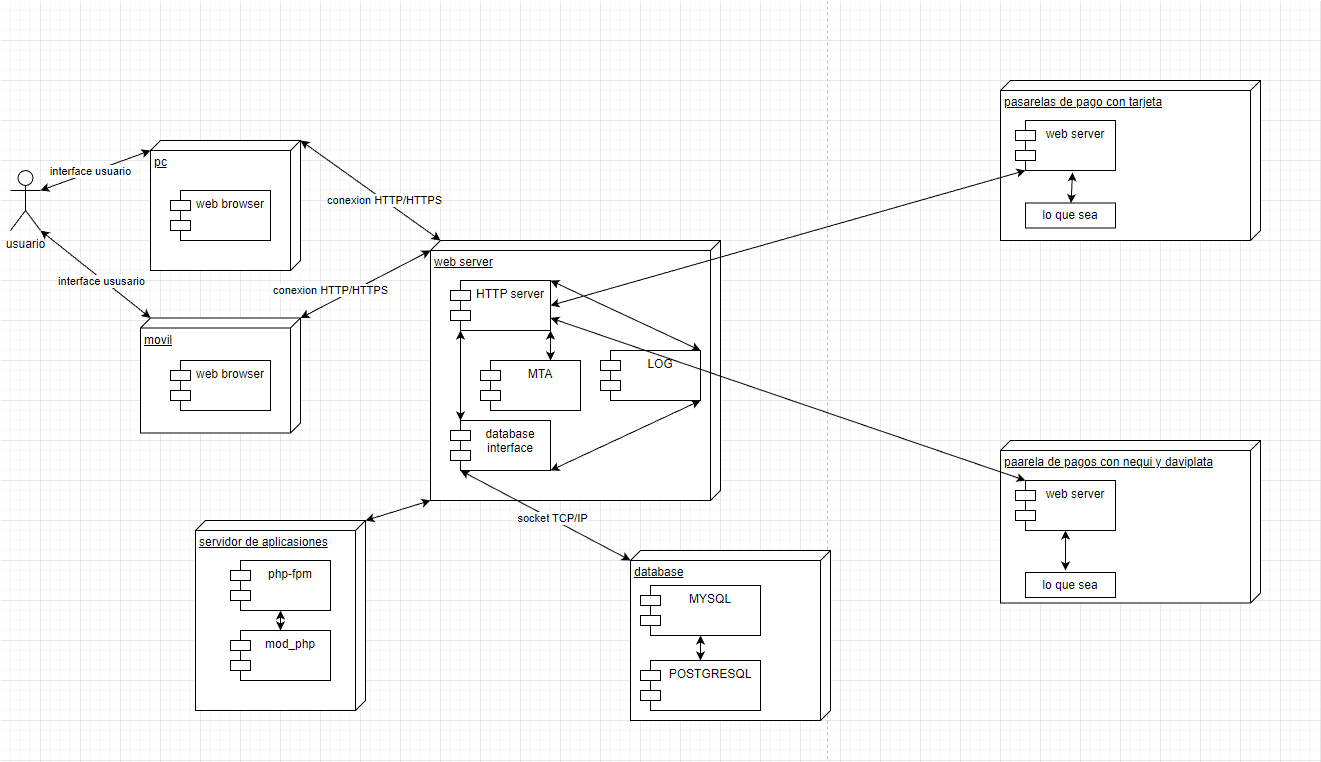 pasarelas de pago con tarjeta
web server
lo que sea
pc
web browser
interface usuario
usuario
interface ususario
conexion HTTP/HTTPS
conexion HTTP/HTTPS
movil
web browser
web server
HTTP server
MTA
LOG
database
interface
socket TCP/IP
paarela de pagos con nequi y daviplata
web server
lo que sea
servidor de aplicasiones
php-fpm
mod_php
database
MYSQL
POSTGRESQL